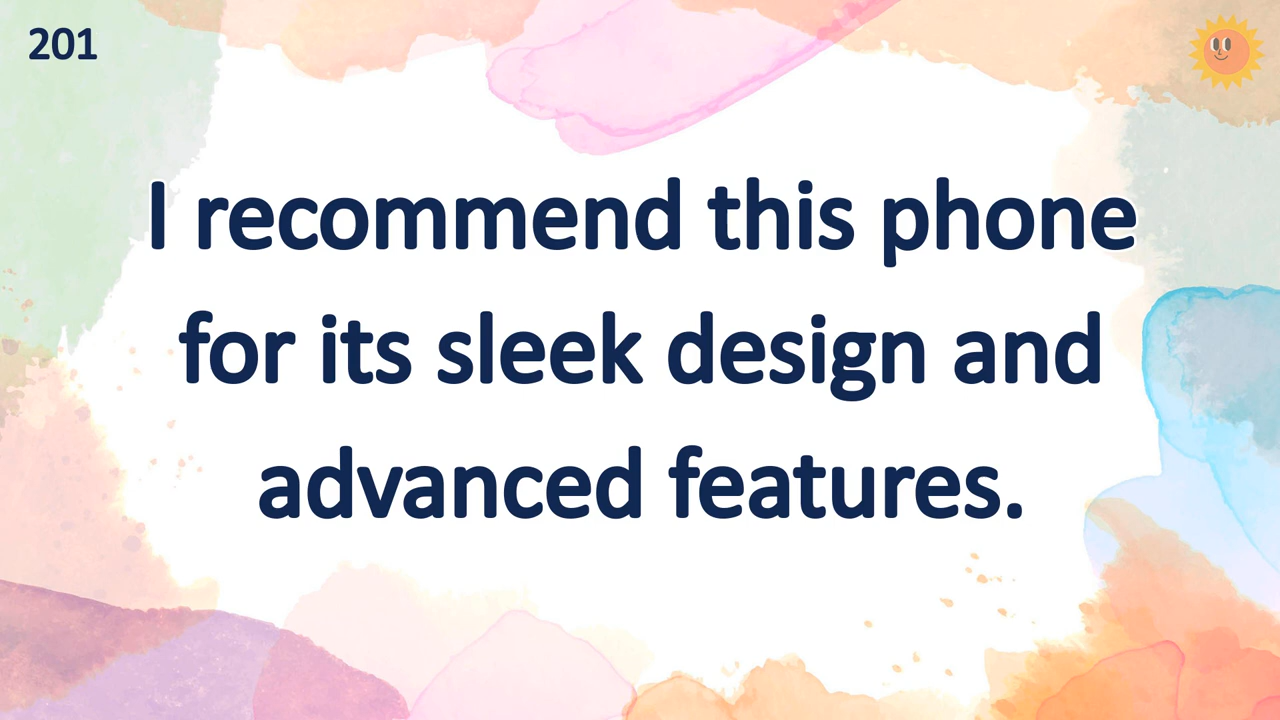 201
I recommend this phone
for its sleek design and
advanced features.